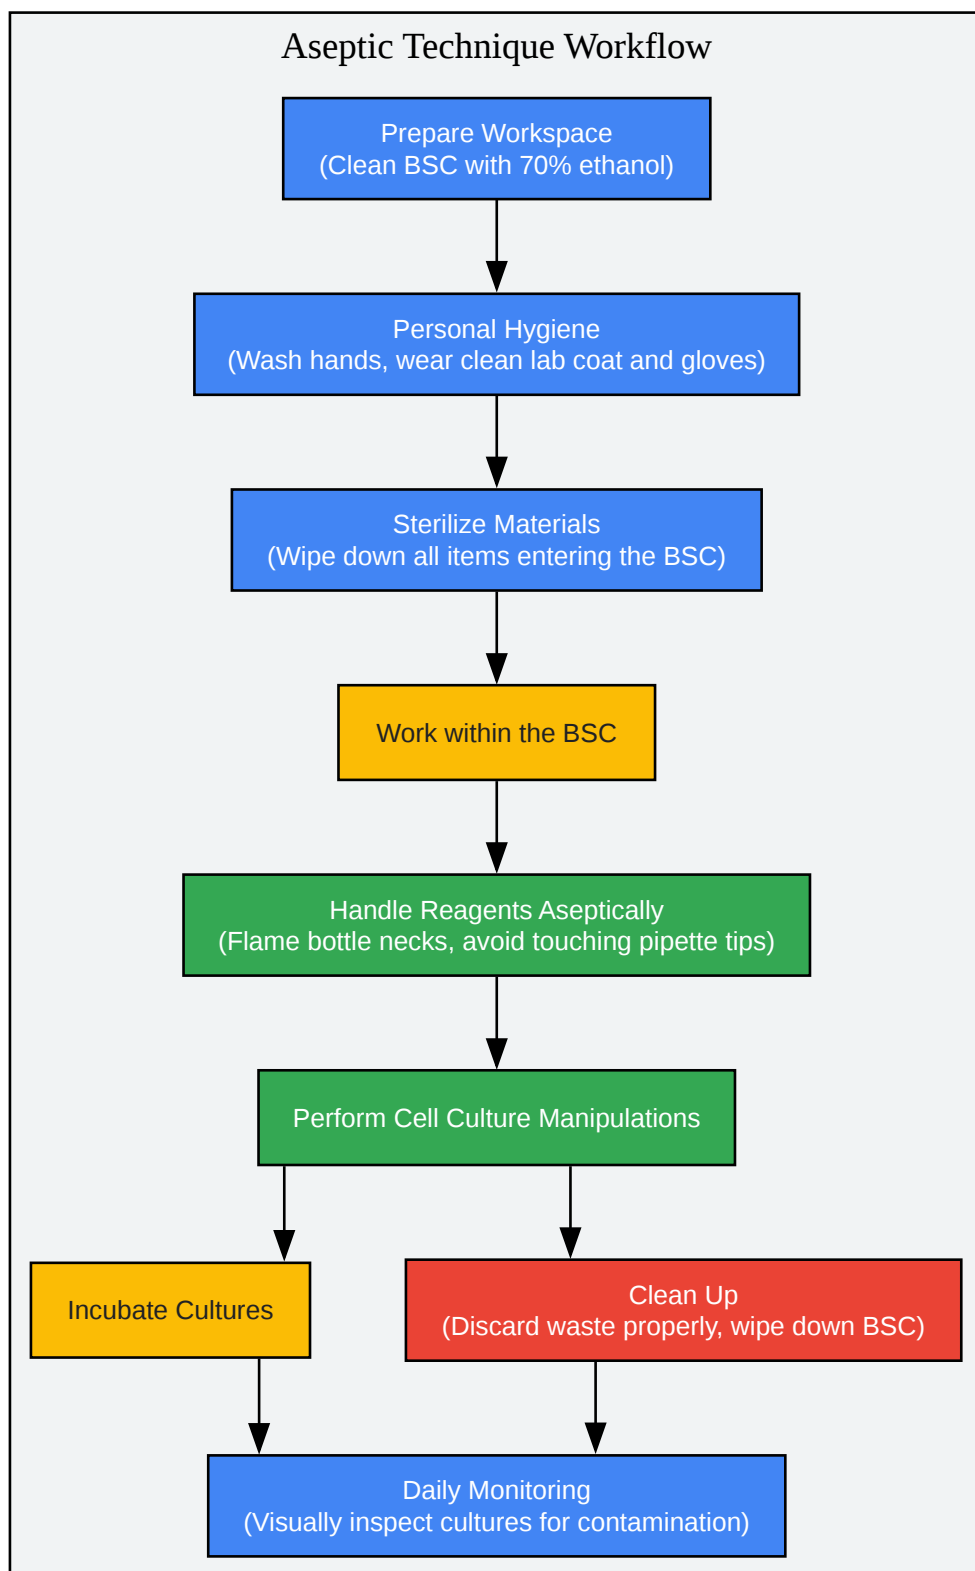 Aseptic Technique Workflow
Prepare Workspace
(Clean BSC with 70% ethanol)
Personal Hygiene
(Wash hands, wear clean lab coat and gloves)
Sterilize Materials
(Wipe down all items entering the BSC)
Work within the BSC
Handle Reagents Aseptically
(Flame bottle necks, avoid touching pipette tips)
Perform Cell Culture Manipulations
Incubate Cultures
Clean Up
(Discard waste properly, wipe down BSC)
Daily Monitoring
(Visually inspect cultures for contamination)